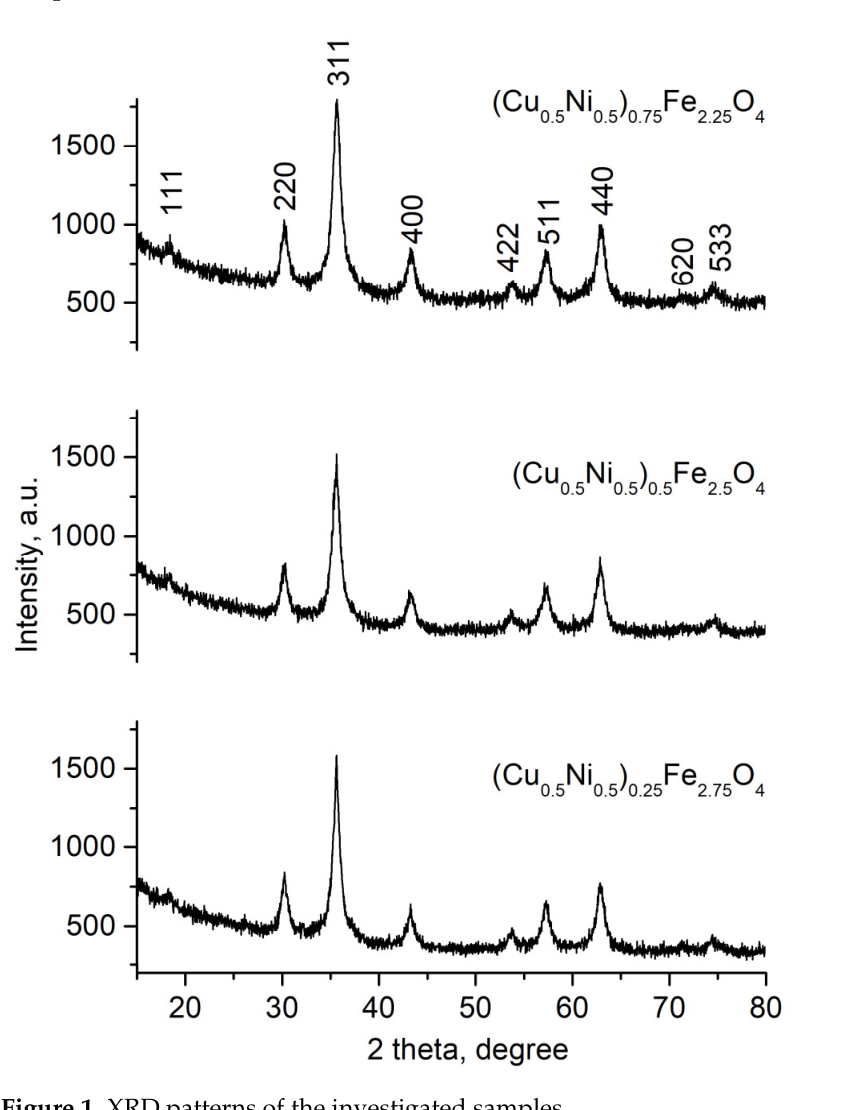 311
(Cu0.5Ni0.5)0.75Fe2.25O4
1500
1000
500
111
220
400
422
511
440
620
533
(Cu0.5Ni0.5)0.5Fe2.5O4
1500
1000
500
Intensity, a.u.
(Cu0.5Ni0.5)0.25Fe2.75O4
1500
1000
500
20 30 40 50 60 70 80
2 theta, degree
Figure 1. XRD patterns of the investigated samples